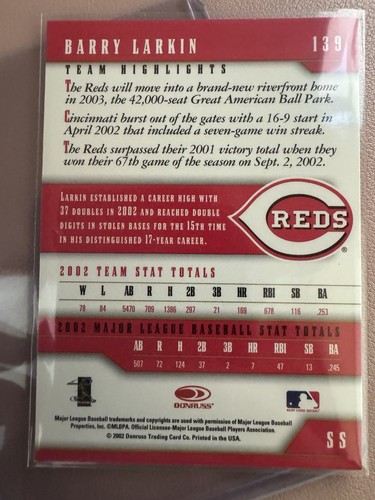 BARRY LARKIN 139
TEAM HIGHLIGHTS
The Reds will move into a brand-new riverfront home
in 2003, the 42,000-seat Great American Ball Park.
Cincinnati burst out of the gates with a 16-9 start in
April 2002 that included a seven-game win streak.
The Reds surpassed their 2001 victory total when they
won their 67th game of the season on Sept. 2, 2002.
LARKIN ESTABLISHED A CAREER HIGH WITH
37 DOUBLES IN 2002 AND REACHED DOUBLE
DIGITS IN STOLEN BASES FOR THE 15TH TIME
IN HIS DISTINGUISHED 17-YEAR CAREER.
REDS
®
2002 TEAM STAT TOTALS
W L AB R H 2B 3B HR RBI SB BA
78 84 5470 709 1386 297 21 169 678 116 .253
2002 MAJOR LEAGUE BASEBALL STAT TOTALS
AB R H 2B 3B HR RBI SB BA
507 72 124 37 2 7 47 13 .245
DONRUSS
Major League Baseball trademarks and copyrights are used with permission of Major League Baseball
Properties, Inc. ©MLBPA. Official Licensee-Major League Baseball Players Association.
© 2002 Donruss Trading Card Co. Printed in the USA.
SS